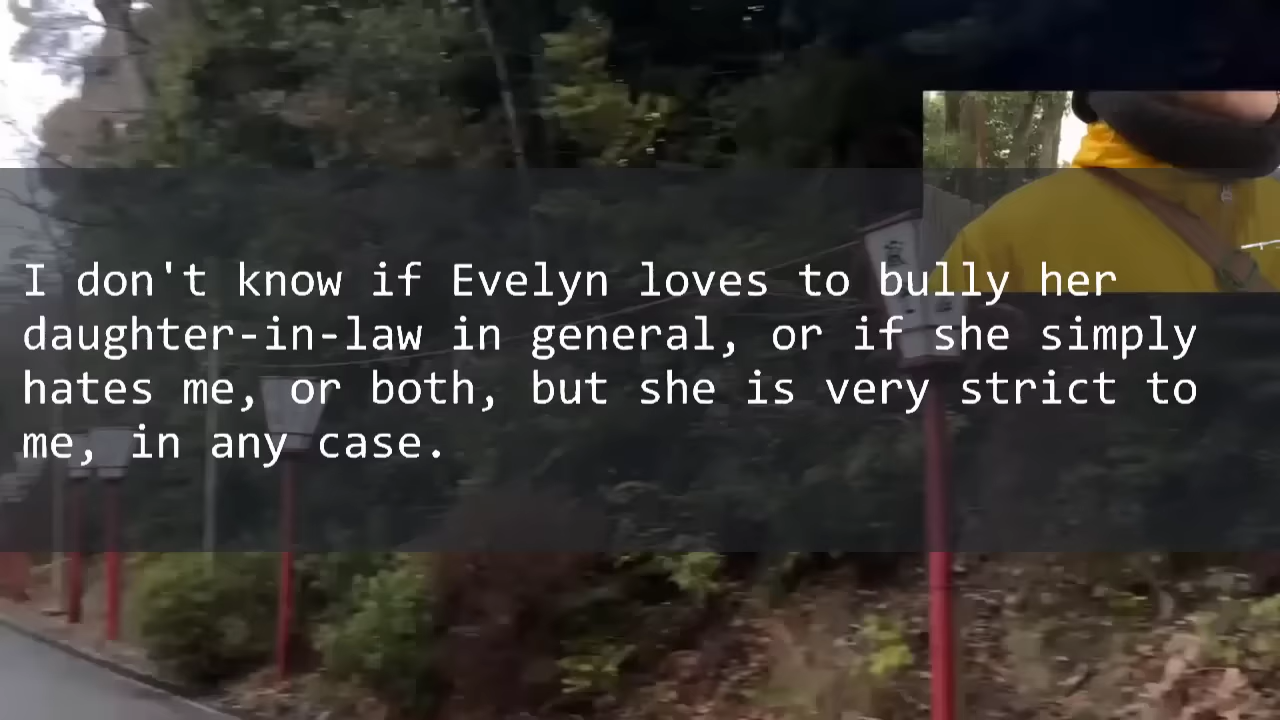 I don't know if Evelyn loves to bully her
daughter-in-law in general, or if she simply
hates me, or both, but she is very strict to
me, in any case.